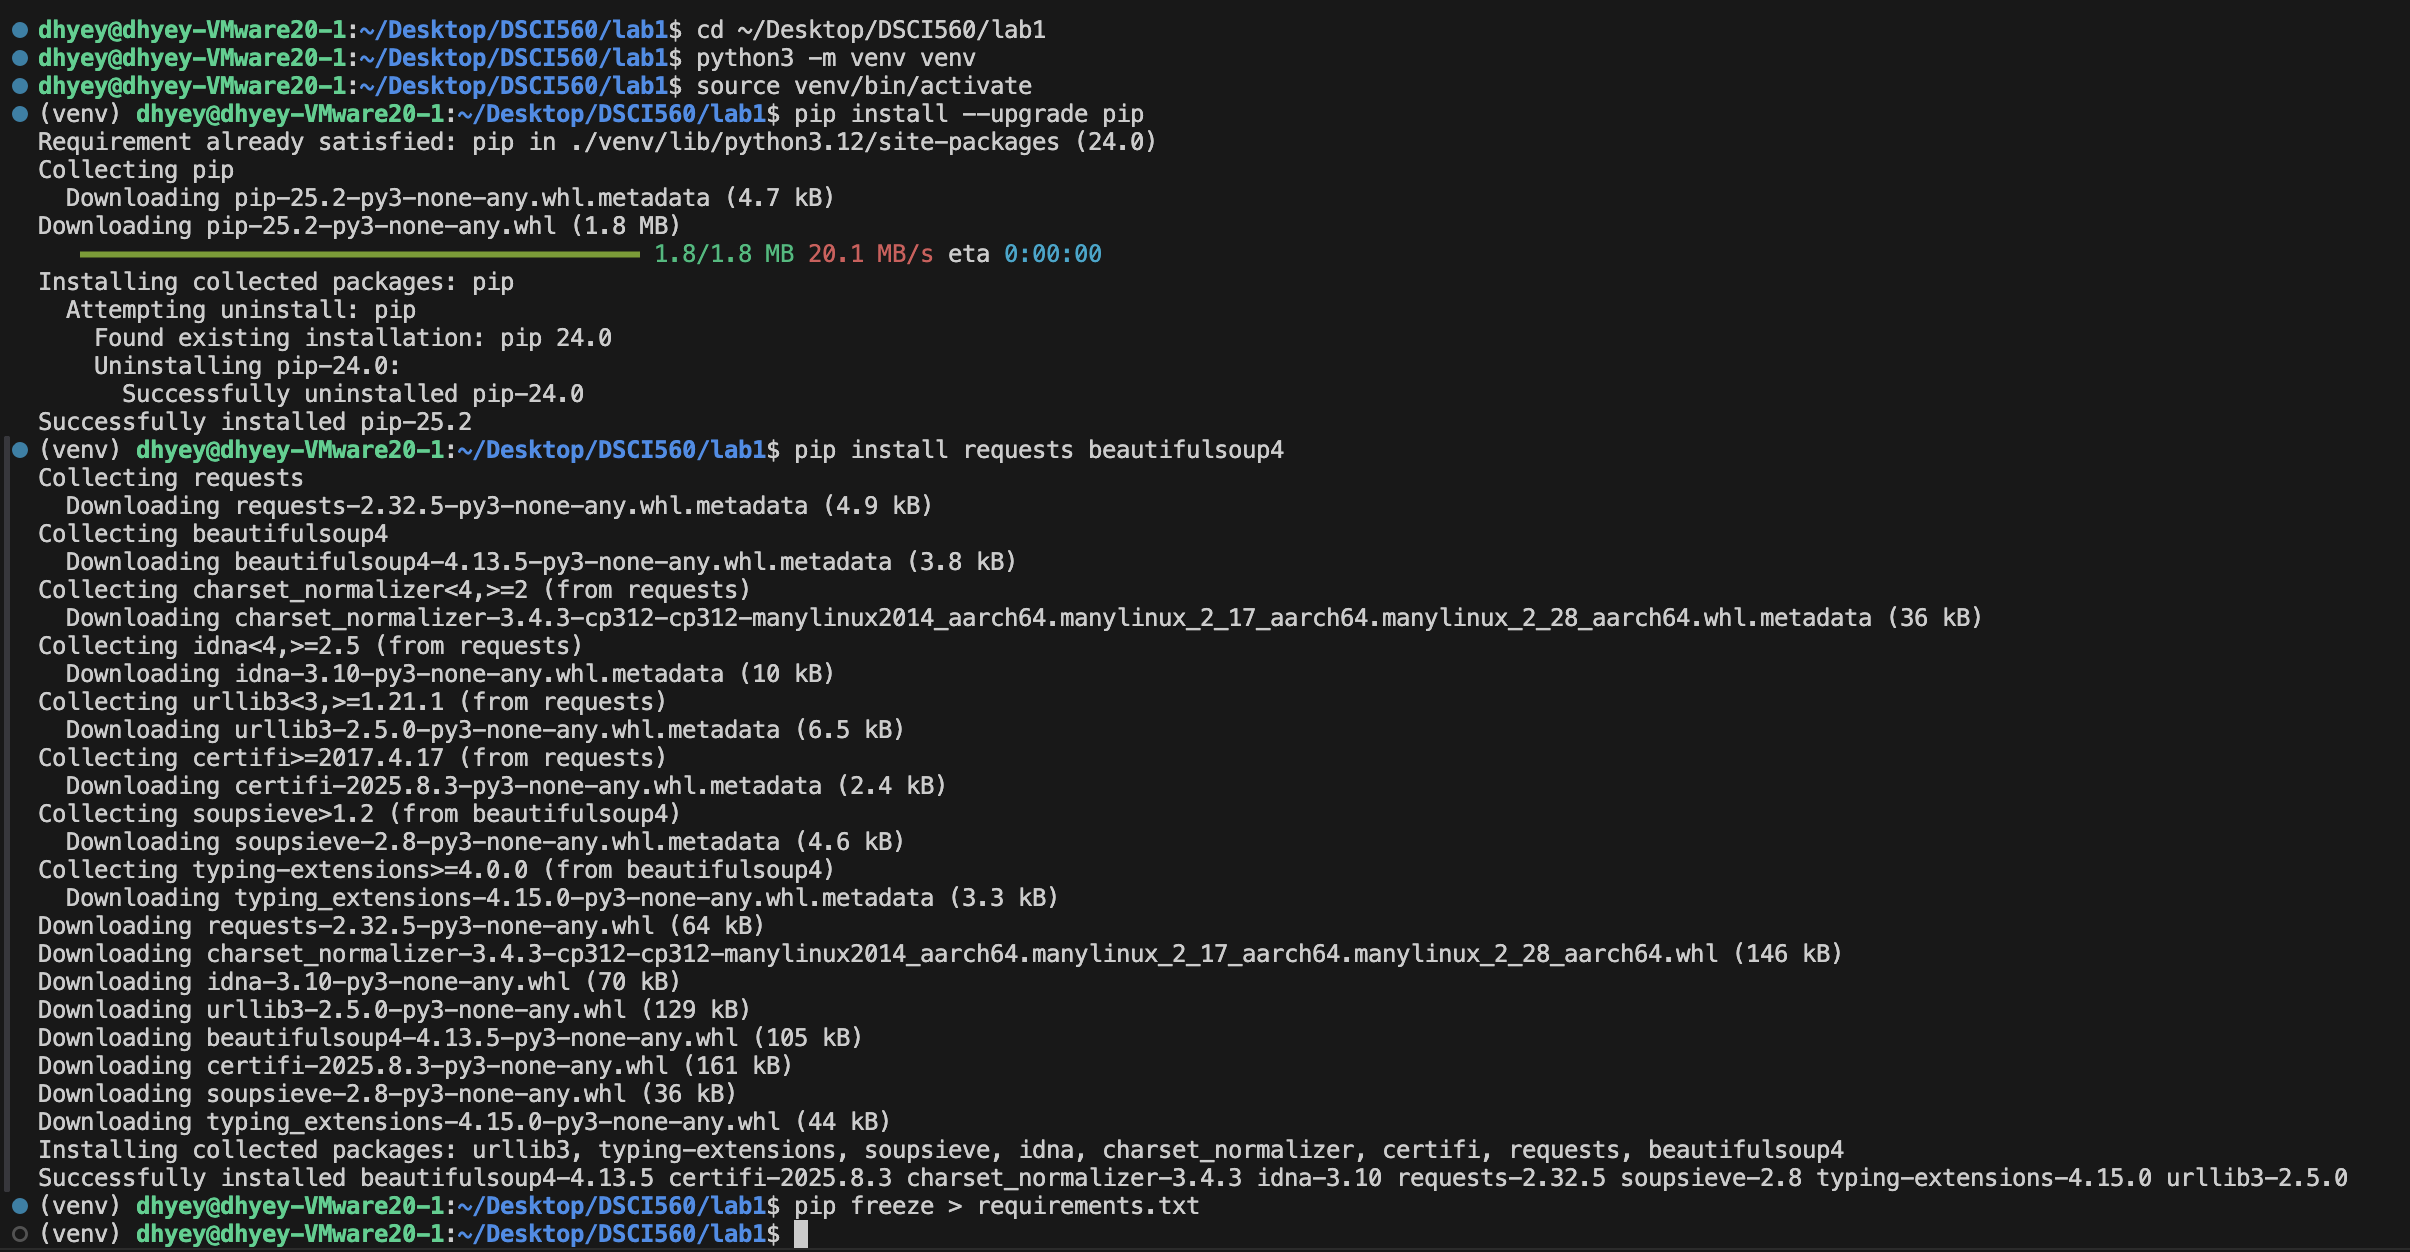 dhyey@dhyey-VMware20-1:~/Desktop/DSCI560/lab1$ cd ~/Desktop/DSCI560/lab1
dhyey@dhyey-VMware20-1:~/Desktop/DSCI560/lab1$ python3 -m venv venv
dhyey@dhyey-VMware20-1:~/Desktop/DSCI560/lab1$ source venv/bin/activate
(venv) dhyey@dhyey-VMware20-1:~/Desktop/DSCI560/lab1$ pip install --upgrade pip
Requirement already satisfied: pip in ./venv/lib/python3.12/site-packages (24.0)
Collecting pip
  Downloading pip-25.2-py3-none-any.whl.metadata (4.7 kB)
Downloading pip-25.2-py3-none-any.whl (1.8 MB)
1.8/1.8 MB 20.1 MB/s eta 0:00:00
Installing collected packages: pip
  Attempting uninstall: pip
    Found existing installation: pip 24.0
    Uninstalling pip-24.0:
      Successfully uninstalled pip-24.0
Successfully installed pip-25.2
(venv) dhyey@dhyey-VMware20-1:~/Desktop/DSCI560/lab1$ pip install requests beautifulsoup4
Collecting requests
  Downloading requests-2.32.5-py3-none-any.whl.metadata (4.9 kB)
Collecting beautifulsoup4
  Downloading beautifulsoup4-4.13.5-py3-none-any.whl.metadata (3.8 kB)
Collecting charset_normalizer<4,>=2 (from requests)
  Downloading charset_normalizer-3.4.3-cp312-cp312-manylinux2014_aarch64.manylinux_2_17_aarch64.manylinux_2_28_aarch64.whl.metadata (36 kB)
Collecting idna<4,>=2.5 (from requests)
  Downloading idna-3.10-py3-none-any.whl.metadata (10 kB)
Collecting urllib3<3,>=1.21.1 (from requests)
  Downloading urllib3-2.5.0-py3-none-any.whl.metadata (6.5 kB)
Collecting certifi>=2017.4.17 (from requests)
  Downloading certifi-2025.8.3-py3-none-any.whl.metadata (2.4 kB)
Collecting soupsieve>1.2 (from beautifulsoup4)
  Downloading soupsieve-2.8-py3-none-any.whl.metadata (4.6 kB)
Collecting typing-extensions>=4.0.0 (from beautifulsoup4)
  Downloading typing_extensions-4.15.0-py3-none-any.whl.metadata (3.3 kB)
Downloading requests-2.32.5-py3-none-any.whl (64 kB)
Downloading charset_normalizer-3.4.3-cp312-cp312-manylinux2014_aarch64.manylinux_2_17_aarch64.manylinux_2_28_aarch64.whl (146 kB)
Downloading idna-3.10-py3-none-any.whl (70 kB)
Downloading urllib3-2.5.0-py3-none-any.whl (129 kB)
Downloading beautifulsoup4-4.13.5-py3-none-any.whl (105 kB)
Downloading certifi-2025.8.3-py3-none-any.whl (161 kB)
Downloading soupsieve-2.8-py3-none-any.whl (36 kB)
Downloading typing_extensions-4.15.0-py3-none-any.whl (44 kB)
Installing collected packages: urllib3, typing-extensions, soupsieve, idna, charset_normalizer, certifi, requests, beautifulsoup4
Successfully installed beautifulsoup4-4.13.5 certifi-2025.8.3 charset_normalizer-3.4.3 idna-3.10 requests-2.32.5 soupsieve-2.8 typing-extensions-4.15.0 urllib3-2.5.0
(venv) dhyey@dhyey-VMware20-1:~/Desktop/DSCI560/lab1$ pip freeze > requirements.txt
(venv) dhyey@dhyey-VMware20-1:~/Desktop/DSCI560/lab1$